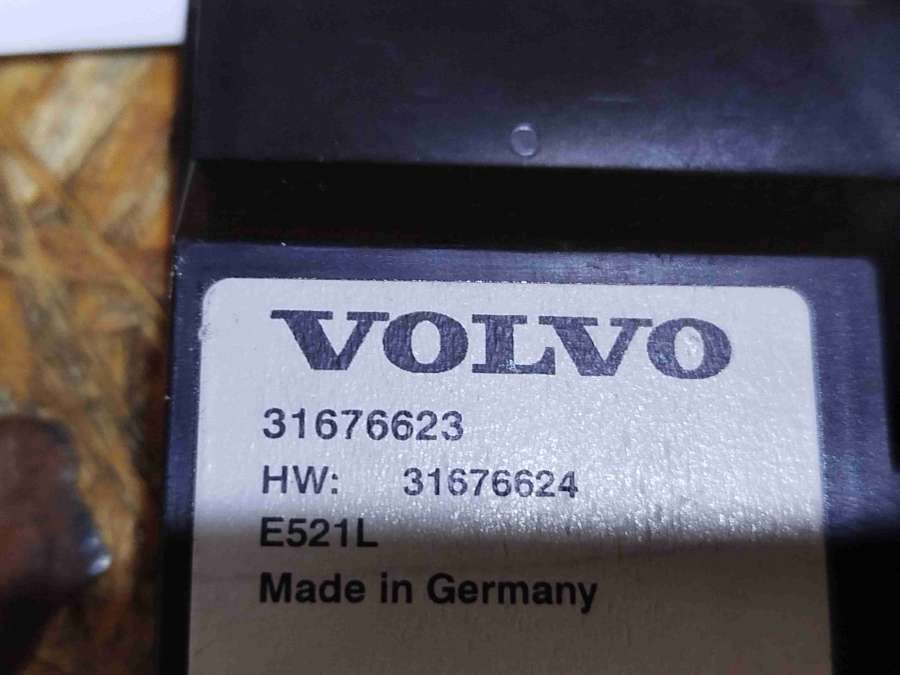 VOLVO
31676623
HW: 31676624
E521L
Made in Germany